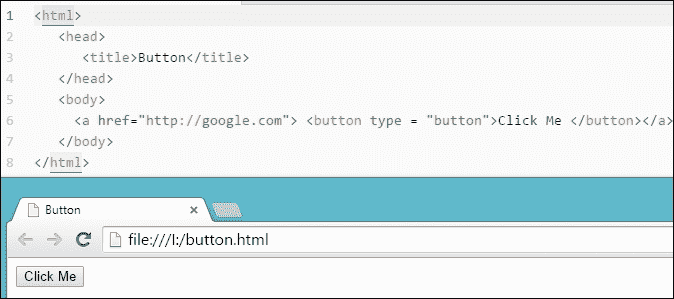 1 <html>
2 <head>
3 <title>Button</title>
4 </head>
5 <body>
6 <a href="http://google.com"> <button type = "button">Click Me </button></a>
7 </body>
8 </html>
Button ×
file:///I:/button.html
Click Me